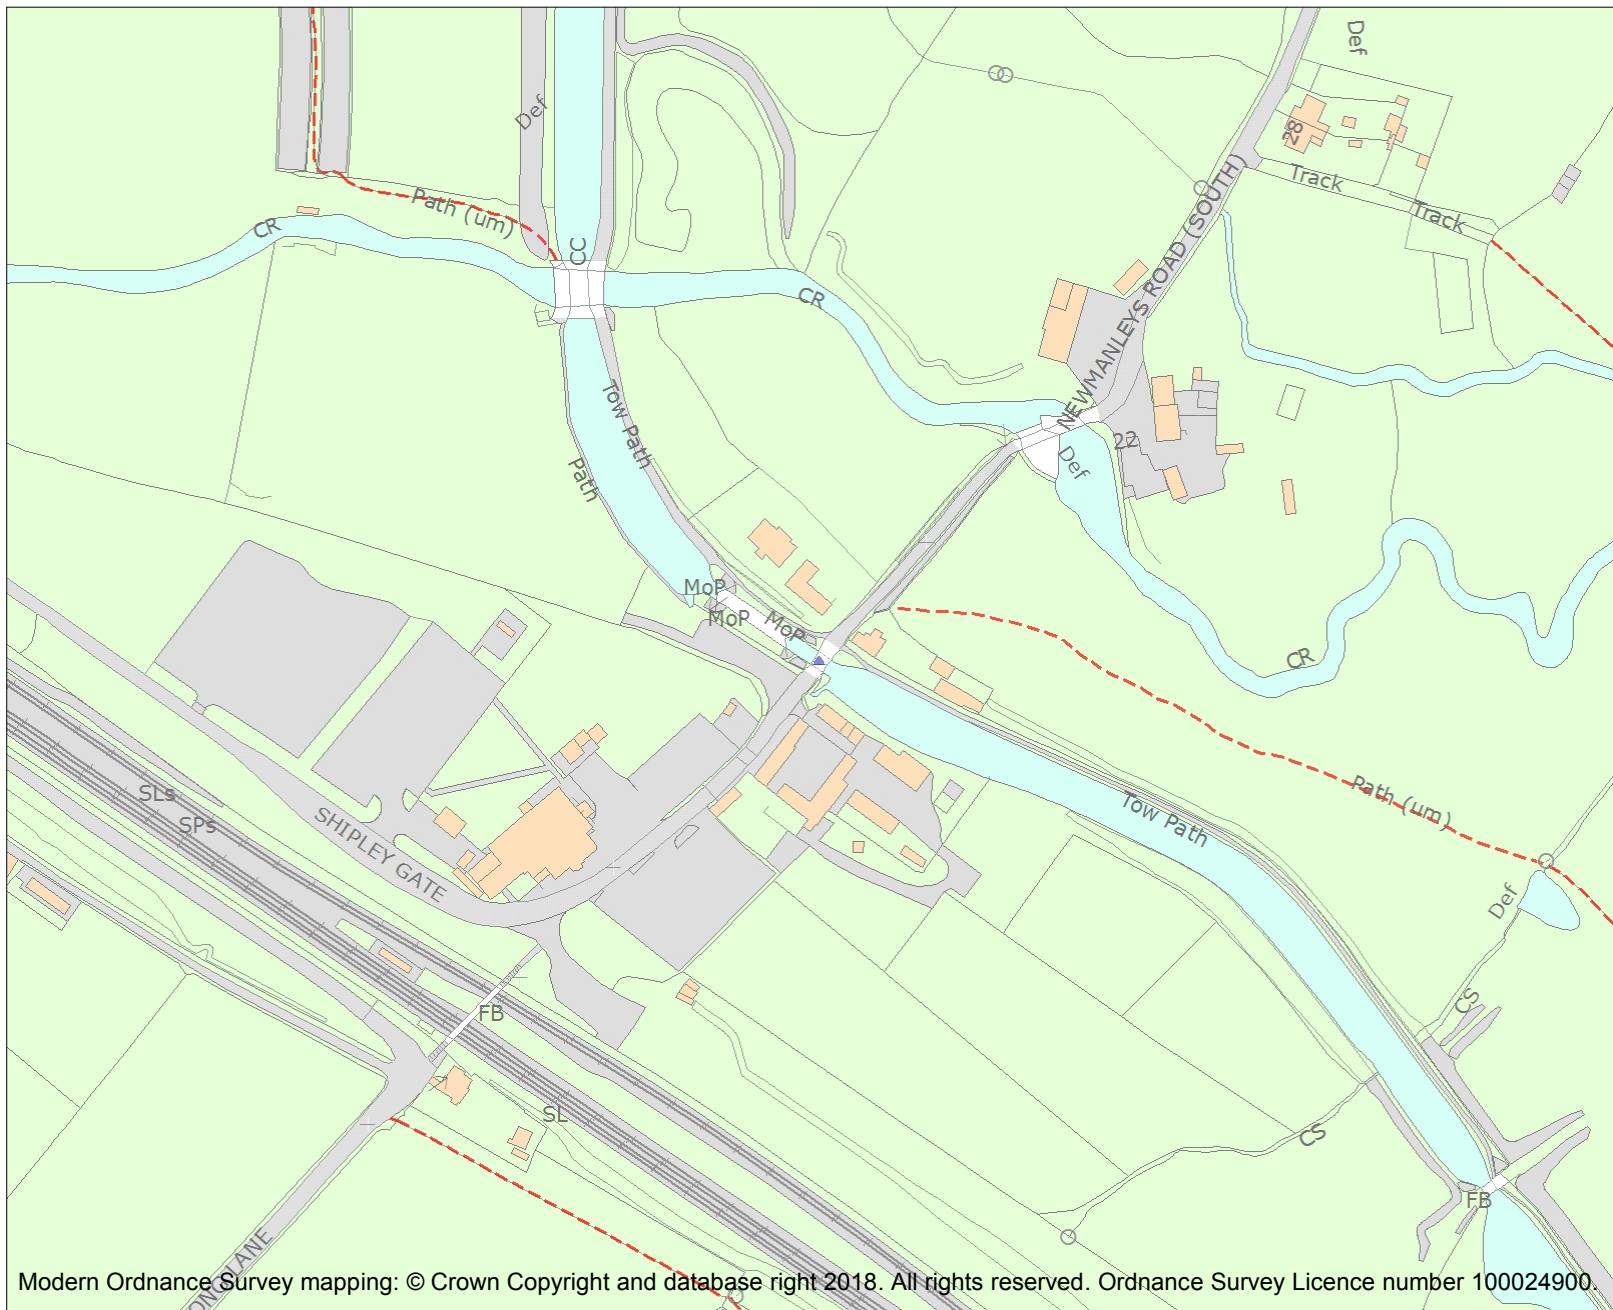 Def
28
Def
Track
Track
Path (um)
CR
CC
NEWMANLEYS ROAD (SOUTH)
CR
Tow Path
22
Path
Def
MoP
MoP
MoP
CR
SLs
SPs
SHIPLEY GATE
Tow Path
Path (um)
Def
CS
FB
SL
CS
FB
Modern Ordnance Survey mapping: © Crown Copyright and database right 2018. All rights reserved. Ordnance Survey Licence number 100024900.